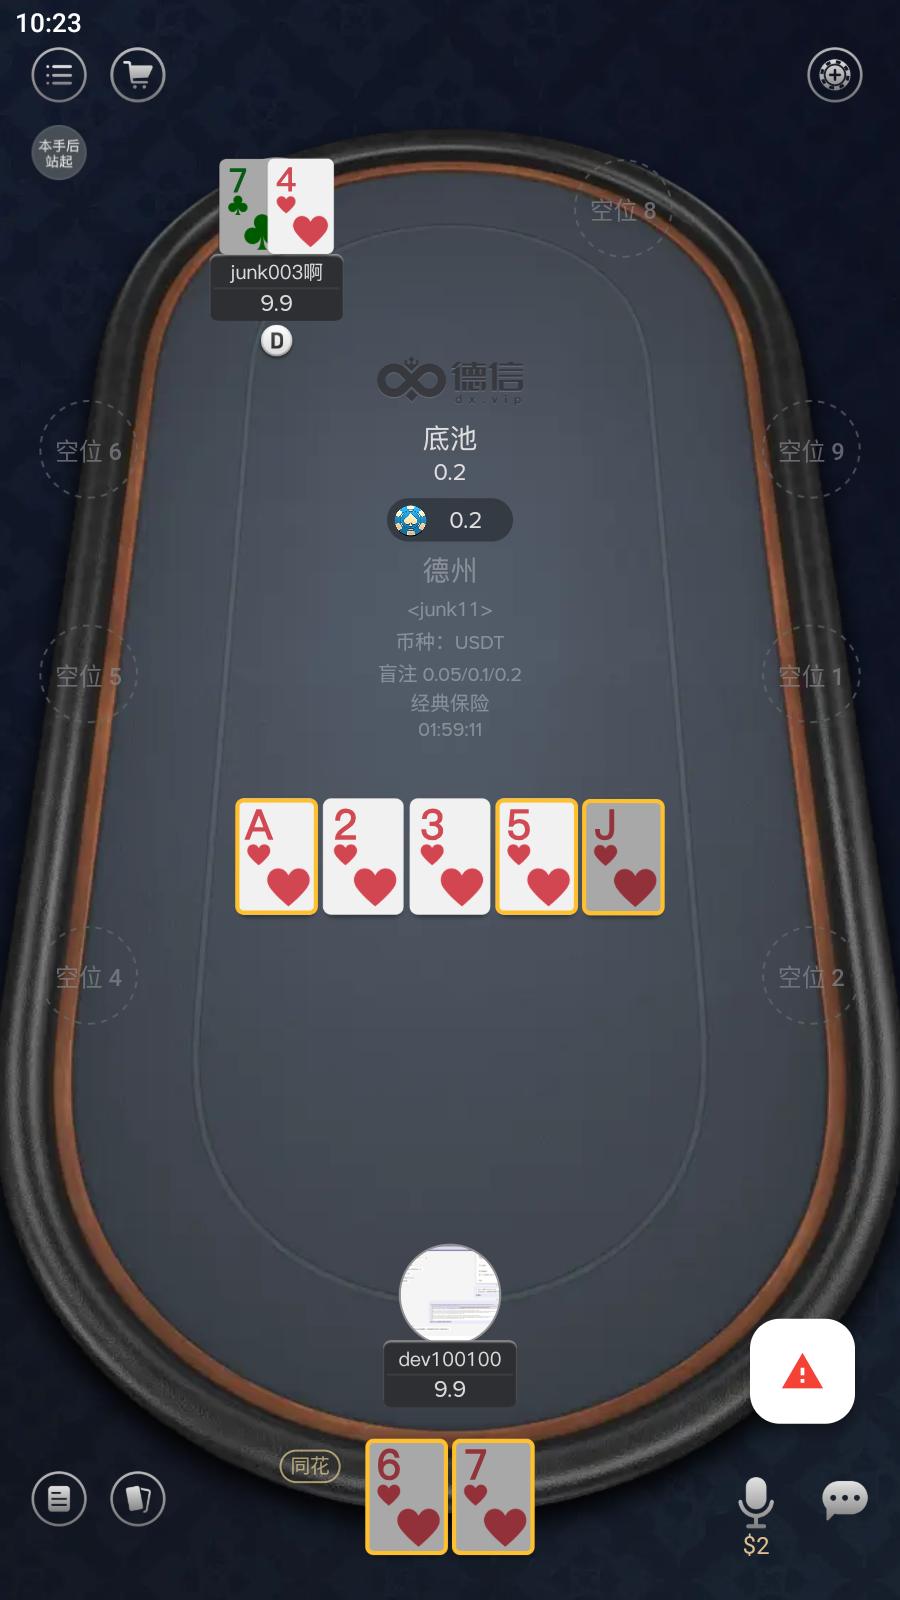 10:23
本手后
站起
7
4
空位 8
junk003啊
9.9
D
德信
dx.vip
底池
0.2
空位 6
空位 9
0.2
德州
<junk11>
币种：USDT
空位 5
空位 1
盲注 0.05/0.1/0.2
经典保险
01:59:11
A
2
3
5
J
空位 4
空位 2
dev100100
9.9
同花
6
7
$2